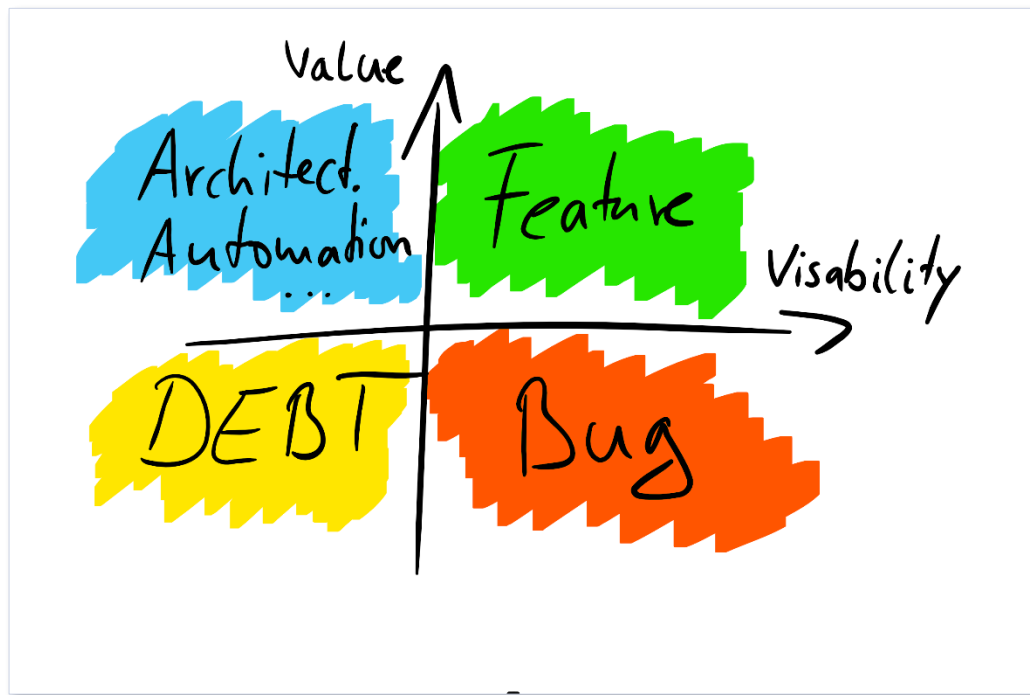 Value
Architect.
Automation
...
Feature
Visability
DEBT
Bug